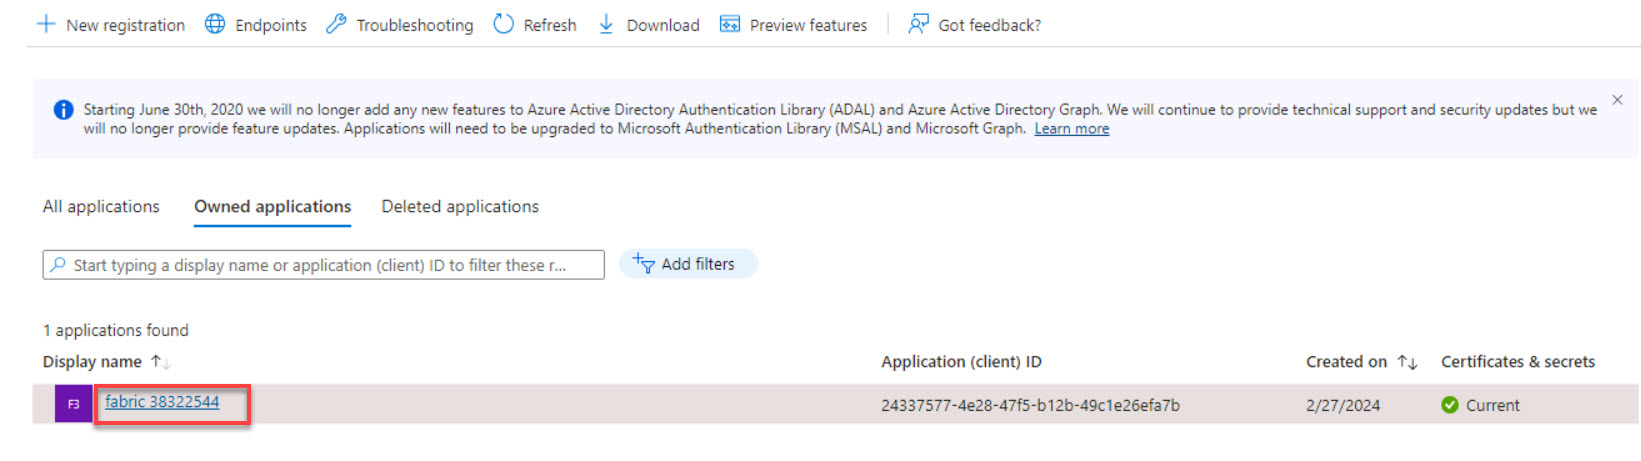 New registration Endpoints Troubleshooting Refresh Download Preview features Got feedback?
Starting June 30th, 2020 we will no longer add any new features to Azure Active Directory Authentication Library (ADAL) and Azure Active Directory Graph. We will continue to provide technical support and security updates but we
will no longer provide feature updates. Applications will need to be upgraded to Microsoft Authentication Library (MSAL) and Microsoft Graph. Learn more
All applications Owned applications Deleted applications
Start typing a display name or application (client) ID to filter these r... Add filters
1 applications found
Display name Application (client) ID Created on Certificates & secrets
F3 fabric 38322544 24337577-4e28-47f5-b12b-49c1e26efa7b 2/27/2024 Current